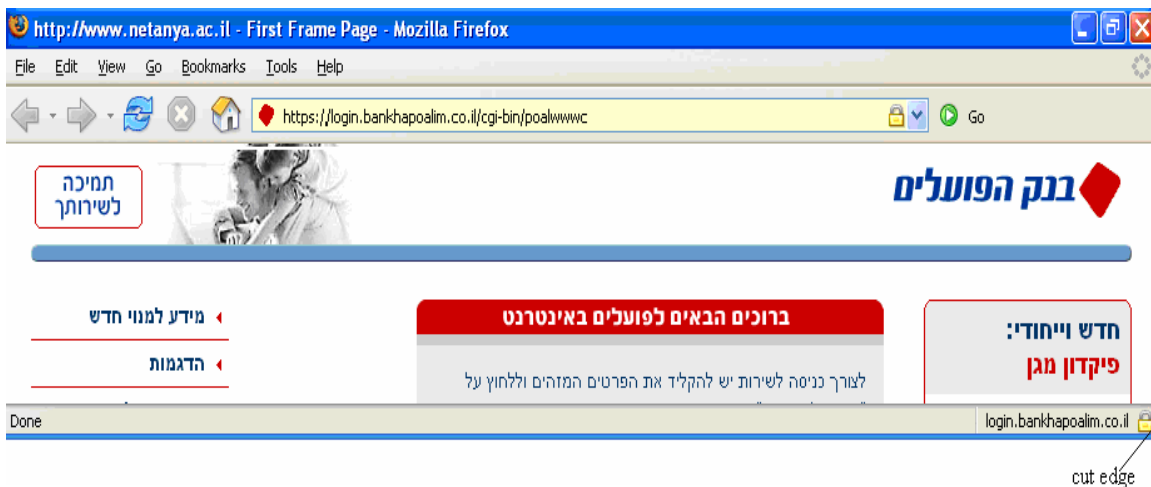 http://www.netanya.ac.il - First Frame Page - Mozilla Firefox
File Edit View Go Bookmarks Tools Help
https://login.bankhapoalim.co.il/cgi-bin/poalwwwc Go
תמיכה
לשירותך
בנק הפועלים
חדש וייחודי:
פיקדון מגן
ברוכים הבאים לפועלים באינטרנט
לצורך כניסה לשירות יש להקליד את הפרטים המזהים וללחוץ על
מידע למנוי חדש
הדגמות
Done login.bankhapoalim.co.il
cut edge